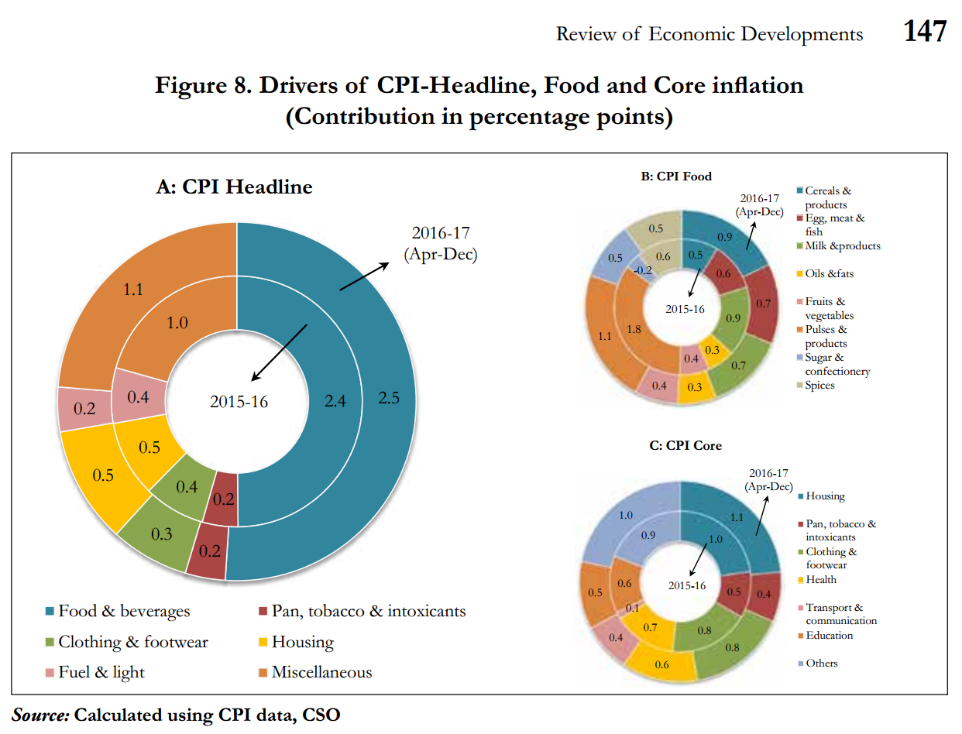 Review of Economic Developments 147
Figure 8. Drivers of CPI-Headline, Food and Core inflation
(Contribution in percentage points)
A: CPI Headline
2016-17
(Apr-Dec)
1.1
1.0
0.4
0.2
2015-16
2.4
2.5
0.5
0.5
0.4
0.2
0.3
0.2
Food & beverages
Pan, tobacco & intoxicants
Clothing & footwear
Housing
Fuel & light
Miscellaneous
B: CPI Food
2016-17
(Apr-Dec)
0.5
0.9
0.5
0.6
0.5
-0.2
0.6
2015-16
0.7
0.9
1.8
1.1
0.3
0.4
0.7
0.4
0.3
Cereals &
products
Egg, meat &
fish
Milk &products
Oils &fats
Fruits &
vegetables
Pulses &
products
Sugar &
confectionery
Spices
C: CPI Core
2016-17
(Apr-Dec)
1.0
1.1
0.9
1.0
2015-16
0.6
0.5
0.5
0.4
0.1
0.7
0.8
0.4
0.8
0.6
Housing
Pan, tobacco &
intoxicants
Clothing &
footwear
Health
Transport &
communication
Education
Others
Source: Calculated using CPI data, CSO